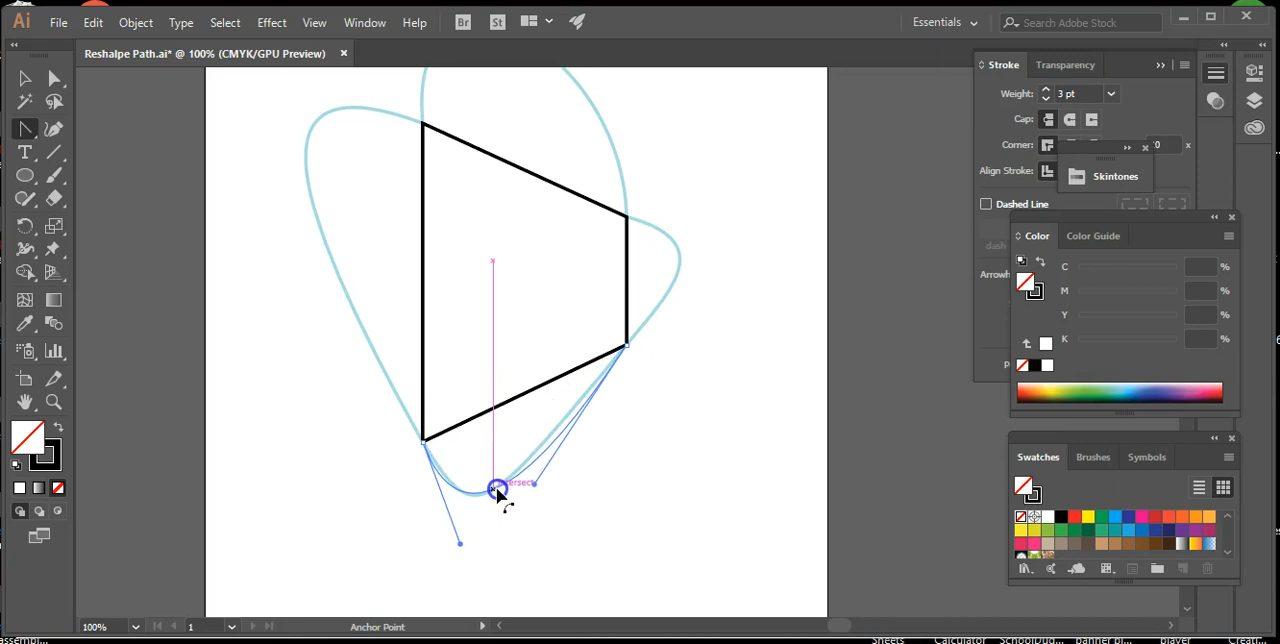 Ai File Edit Object Type Select Effect View Window Help Br St Essentials Search Adobe Stock
Reshalpe Path.ai* @ 100% (CMYK/GPU Preview) ×
Stroke Transparency
Weight: 3 pt
Cap:
Corner: x
Align Stroke:
Skintones
Dashed Line
dash
Color Color Guide
C %
Arrowh
M %
Y %
K %
Swatches Brushes Symbols
100% 1 Anchor Point
Sheets Calculator